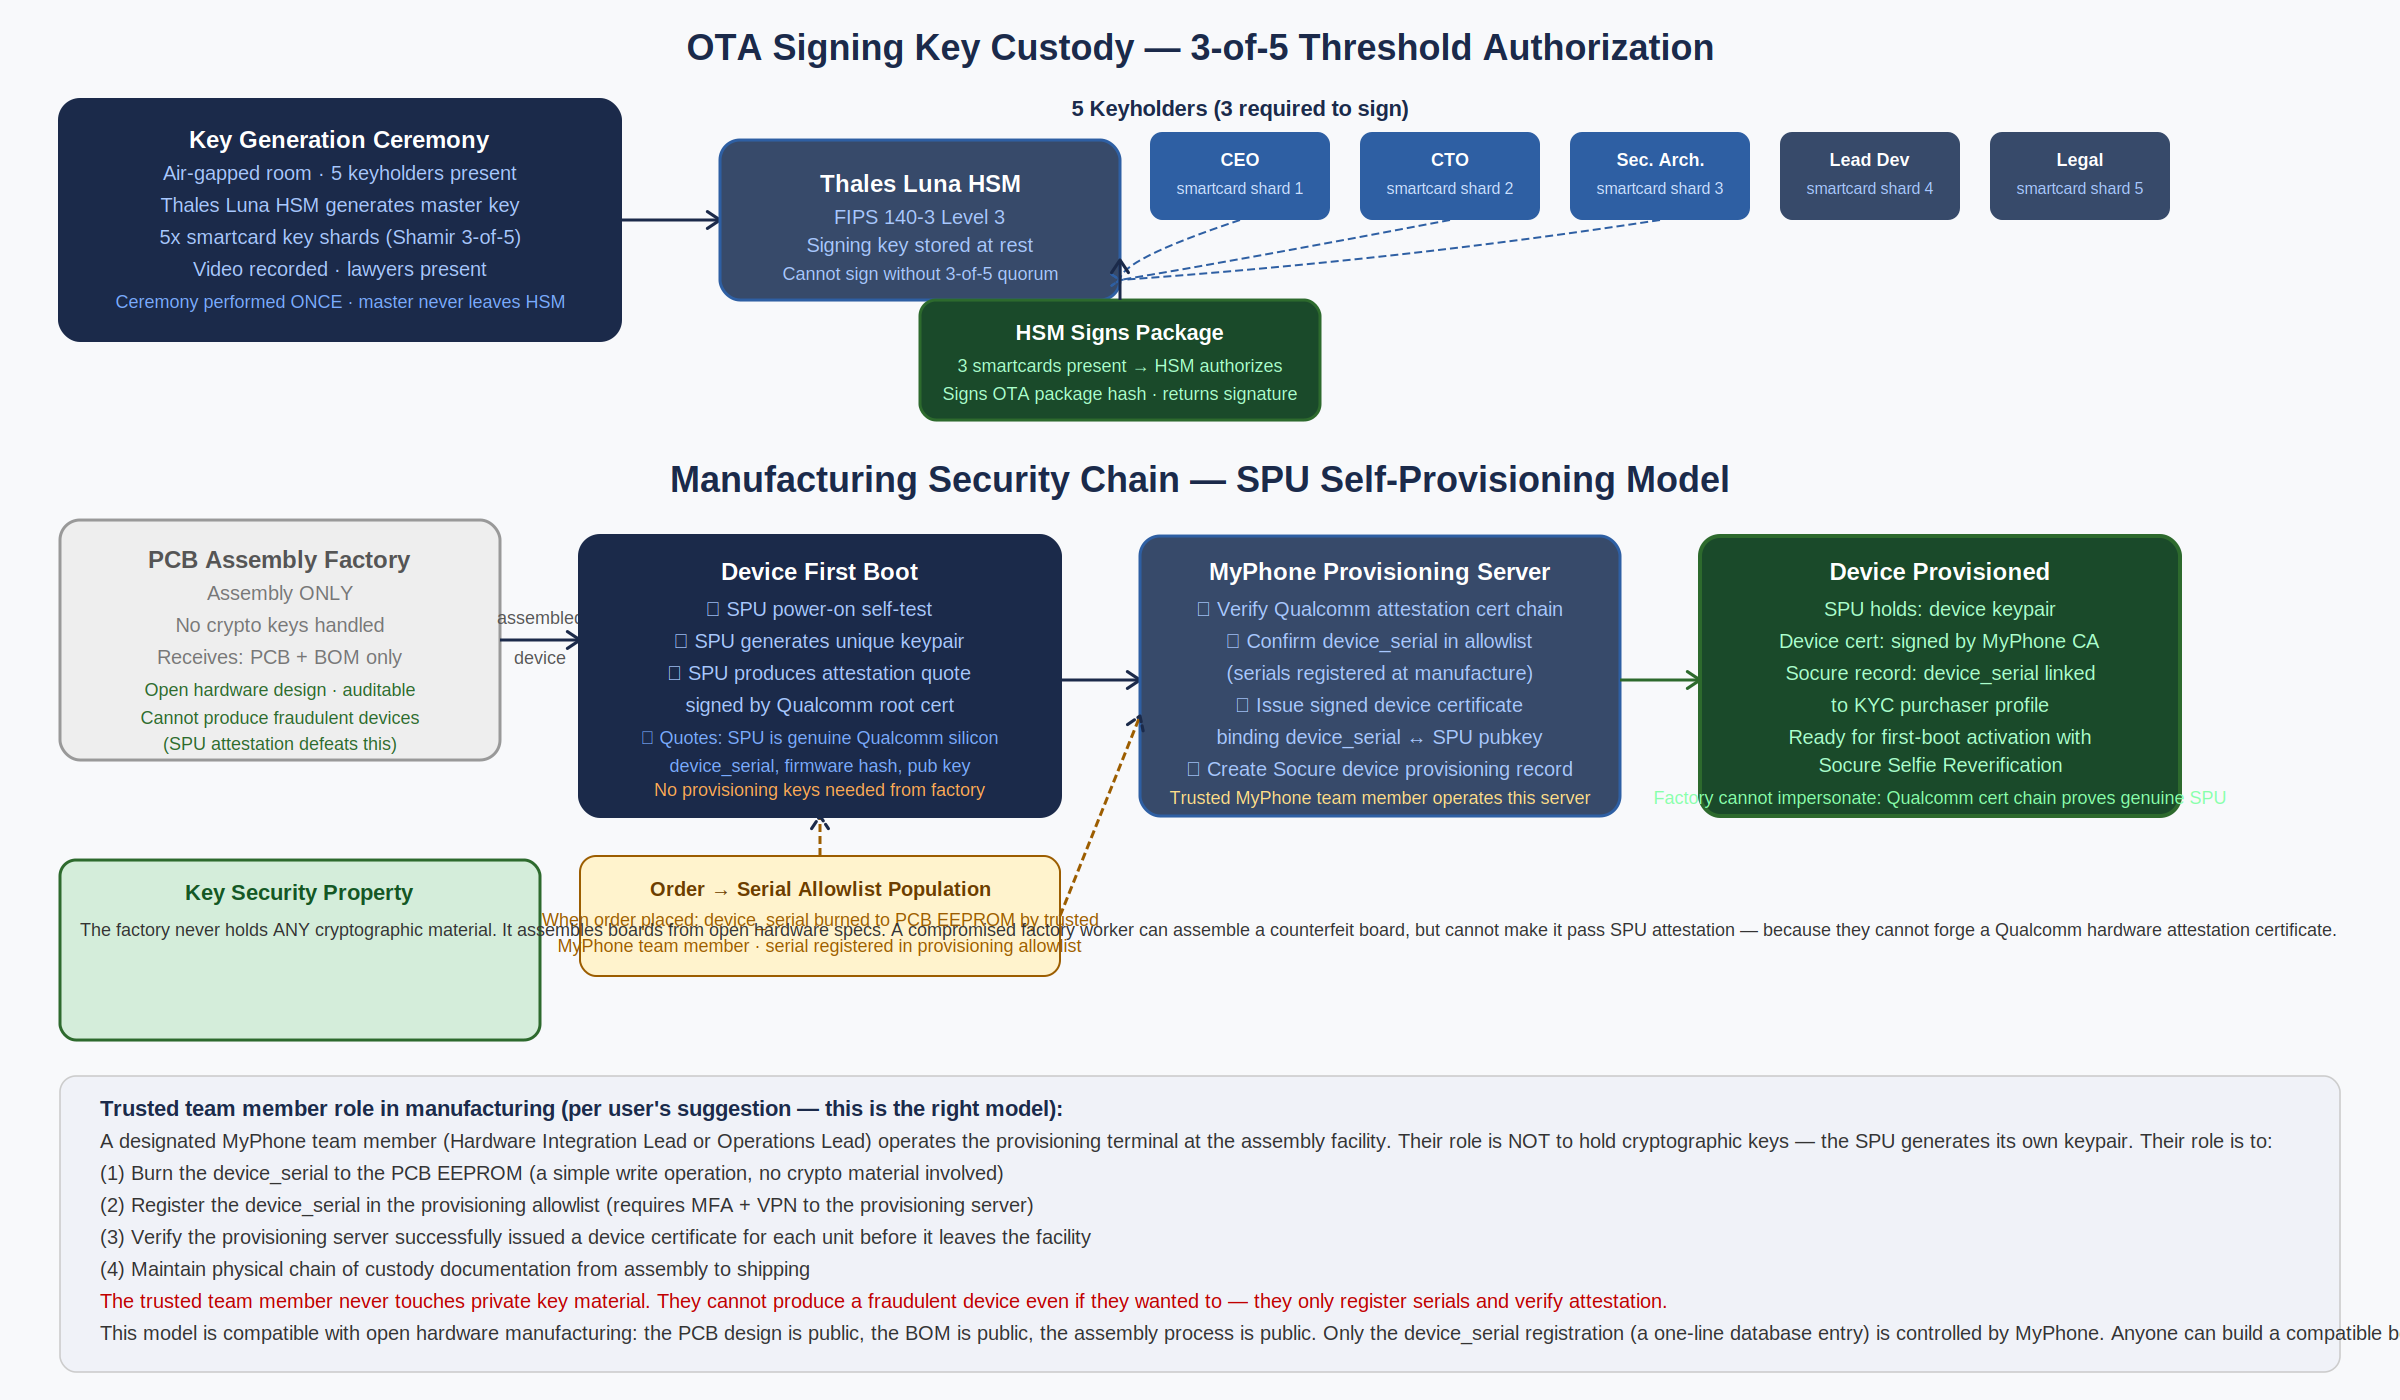 OTA Signing Key Custody — 3-of-5 Threshold Authorization
Key Generation Ceremony
Air-gapped room · 5 keyholders present
Thales Luna HSM generates master key
5x smartcard key shards (Shamir 3-of-5)
Video recorded · lawyers present
Ceremony performed ONCE · master never leaves HSM
Thales Luna HSM
FIPS 140-3 Level 3
Signing key stored at rest
Cannot sign without 3-of-5 quorum
5 Keyholders (3 required to sign)
CEO
smartcard shard 1
CTO
smartcard shard 2
Sec. Arch.
smartcard shard 3
Lead Dev
smartcard shard 4
Legal
smartcard shard 5
HSM Signs Package
3 smartcards present → HSM authorizes
Signs OTA package hash · returns signature
Manufacturing Security Chain — SPU Self-Provisioning Model
PCB Assembly Factory
Assembly ONLY
No crypto keys handled
Receives: PCB + BOM only
Open hardware design · auditable
Cannot produce fraudulent devices
(SPU attestation defeats this)
assembled
device
Device First Boot
SPU power-on self-test
SPU generates unique keypair
SPU produces attestation quote
signed by Qualcomm root cert
Quotes: SPU is genuine Qualcomm silicon
device_serial, firmware hash, pub key
No provisioning keys needed from factory
MyPhone Provisioning Server
Verify Qualcomm attestation cert chain
Confirm device_serial in allowlist
(serials registered at manufacture)
Issue signed device certificate
binding device_serial ↔ SPU pubkey
Create Socure device provisioning record
Trusted MyPhone team member operates this server
Device Provisioned
SPU holds: device keypair
Device cert: signed by MyPhone CA
Socure record: device_serial linked
to KYC purchaser profile
Ready for first-boot activation with
Socure Selfie Reverification
Factory cannot impersonate: Qualcomm cert chain proves genuine SPU
Key Security Property
The factory never holds ANY cryptographic material. It assembles boards from open hardware specs. A compromised factory worker can assemble a counterfeit board, but cannot make it pass SPU attestation — because they cannot forge a Qualcomm hardware attestation certificate.
Order → Serial Allowlist Population
When order placed: device_serial burned to PCB EEPROM by trusted
MyPhone team member · serial registered in provisioning allowlist
Trusted team member role in manufacturing (per user's suggestion — this is the right model):
A designated MyPhone team member (Hardware Integration Lead or Operations Lead) operates the provisioning terminal at the assembly facility. Their role is NOT to hold cryptographic keys — the SPU generates its own keypair. Their role is to:
(1) Burn the device_serial to the PCB EEPROM (a simple write operation, no crypto material involved)
(2) Register the device_serial in the provisioning allowlist (requires MFA + VPN to the provisioning server)
(3) Verify the provisioning server successfully issued a device certificate for each unit before it leaves the facility
(4) Maintain physical chain of custody documentation from assembly to shipping
The trusted team member never touches private key material. They cannot produce a fraudulent device even if they wanted to — they only register serials and verify attestation.
This model is compatible with open hardware manufacturing: the PCB design is public, the BOM is public, the assembly process is public. Only the device_serial registration (a one-line database entry) is controlled by MyPhone. Anyone can build a compatible